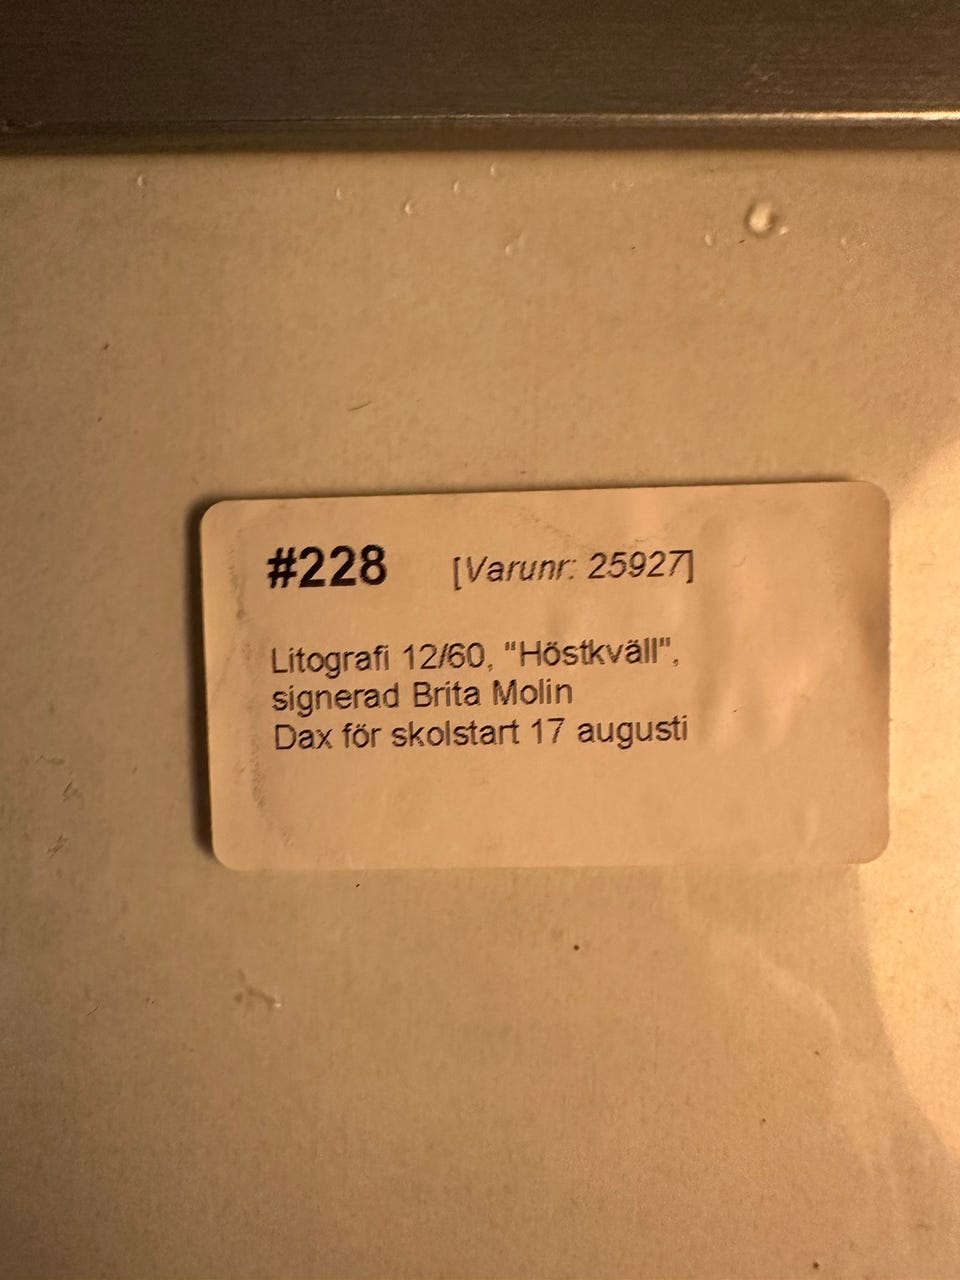 #228 [Varunr: 25927]
Litografi 12/60, "Höstkväll",
signerad Brita Molin
Dax för skolstart 17 augusti